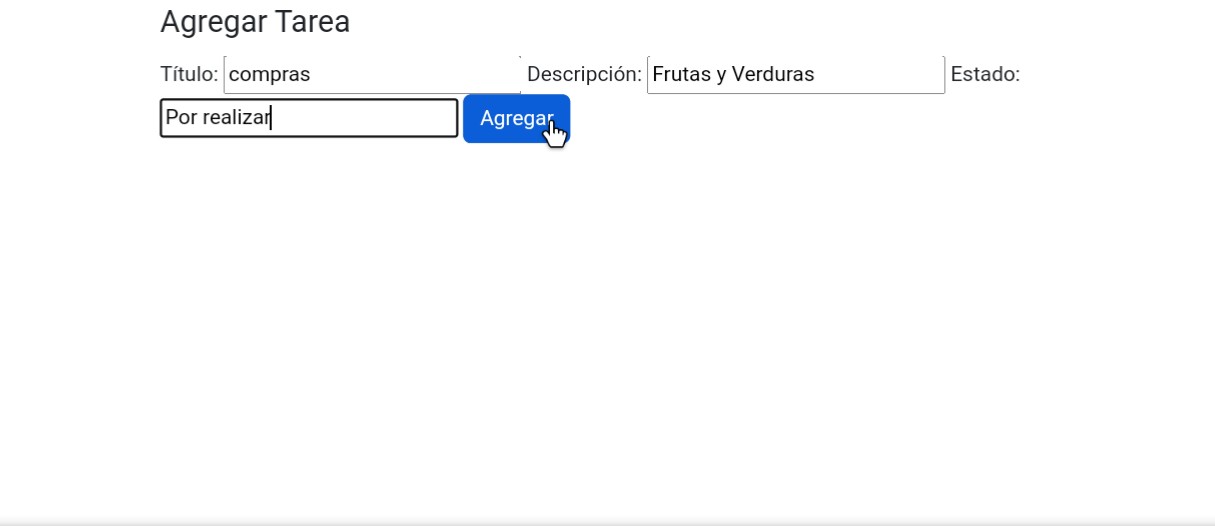 Agregar Tarea
Título: compras Descripción: Frutas y Verduras Estado:
Por realizar Agregar